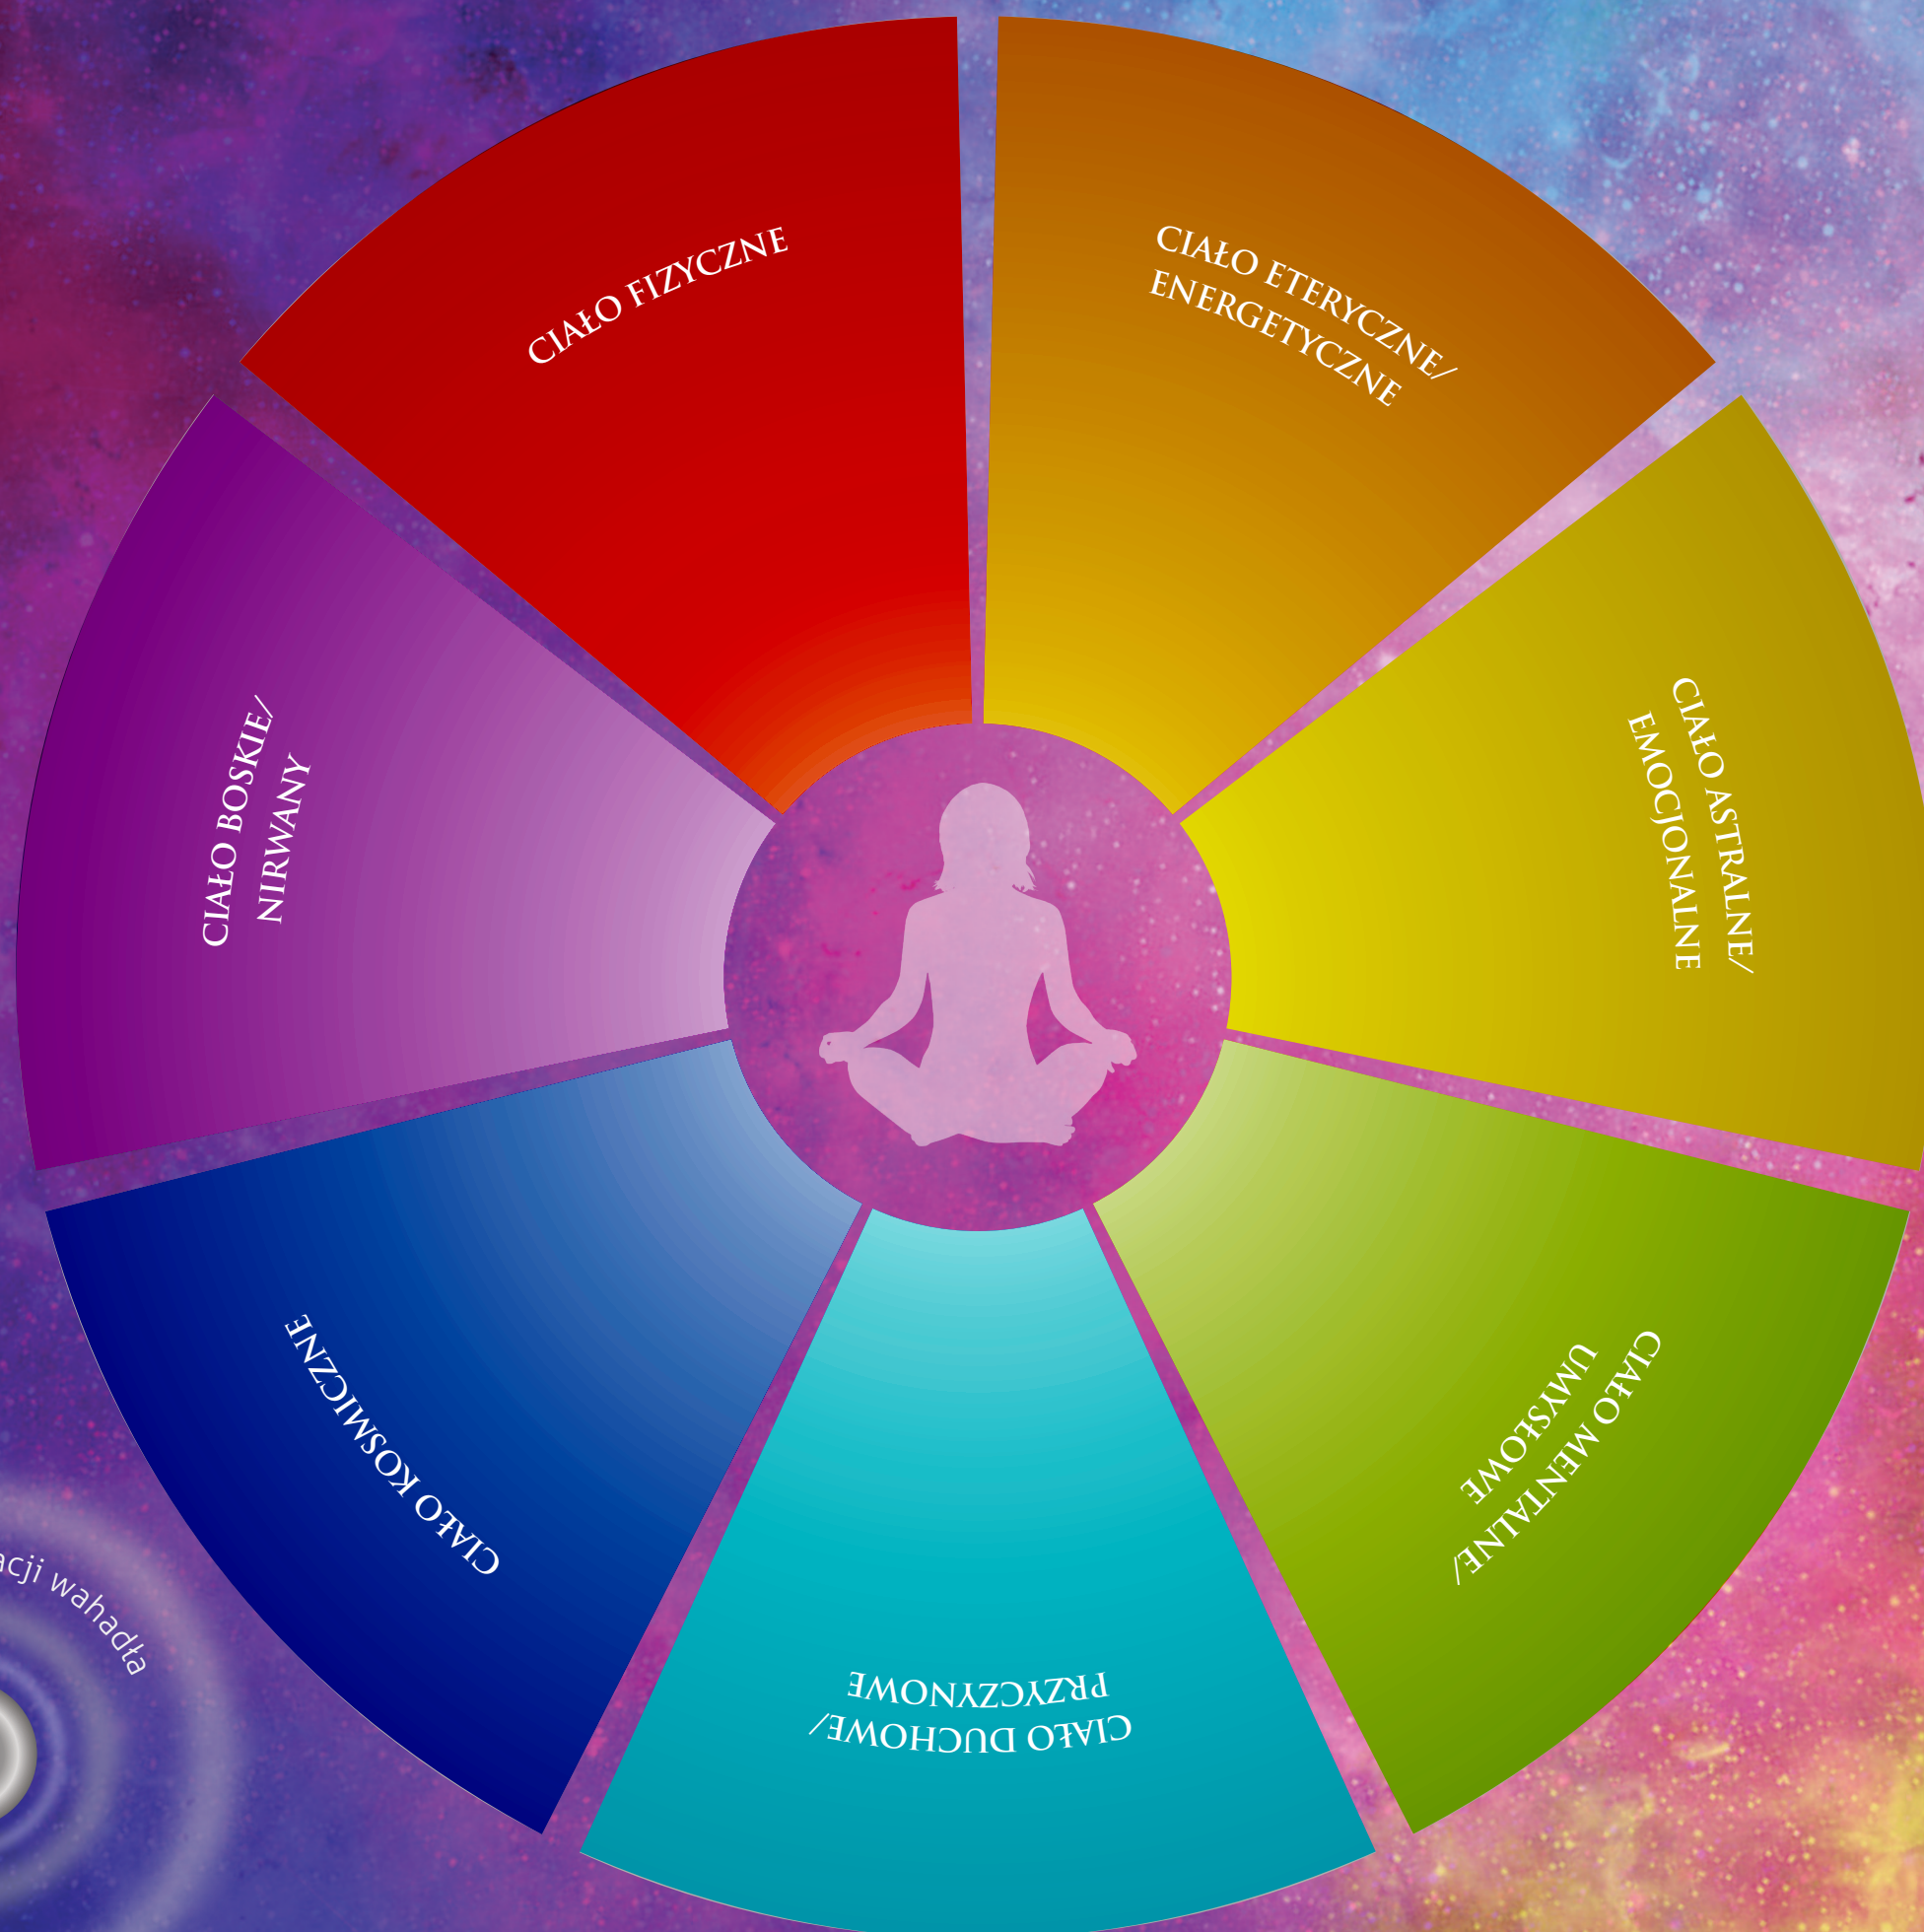 CIAŁO FIZYCZNE
CIAŁO ETERYCZNE/
ENERGETYCZNE
CIAŁO ASTRALNE/
EMOCJONALNE
CIAŁO MENTALNE/
UMYSŁOWE
CIAŁO DUCHOWE/
PRZYCZYNOWE
CIAŁO KOSMICZNE
CIAŁO BOSKIE/
NIRWANY
wahadła